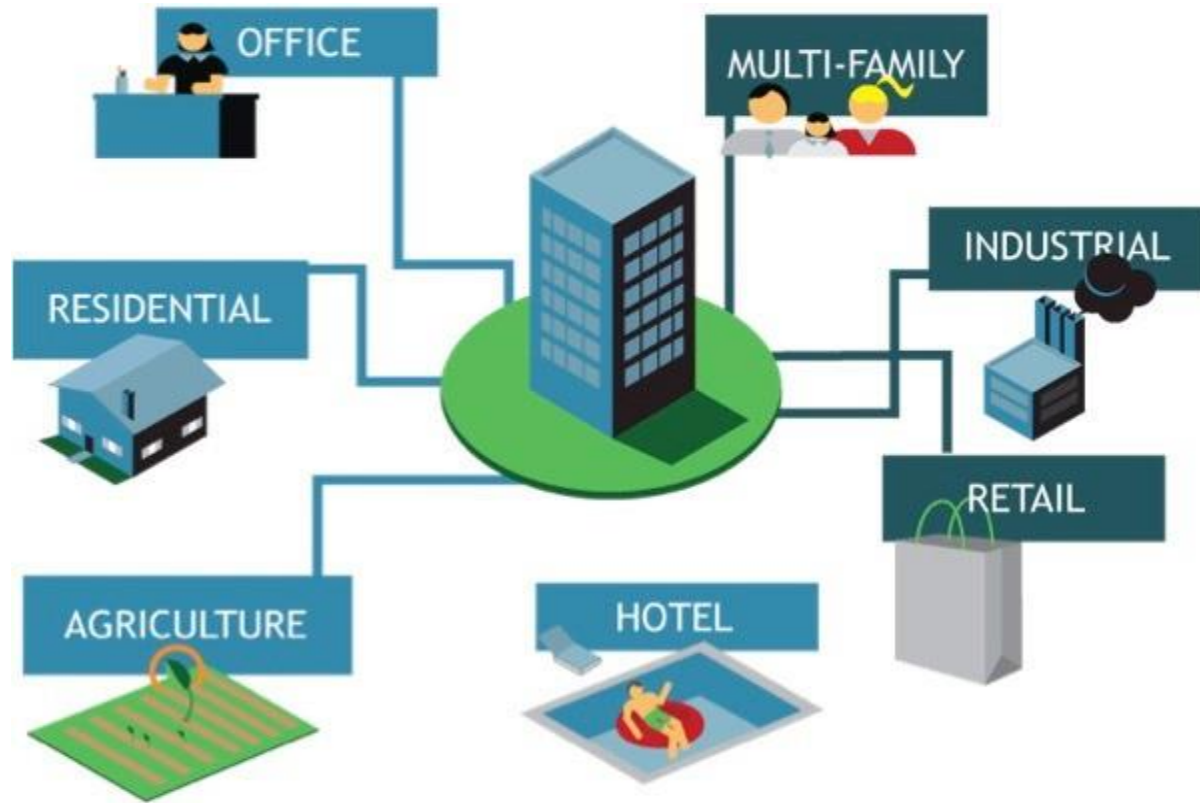 OFFICE
MULTI-FAMILY
INDUSTRIAL
RESIDENTIAL
RETAIL
AGRICULTURE
HOTEL